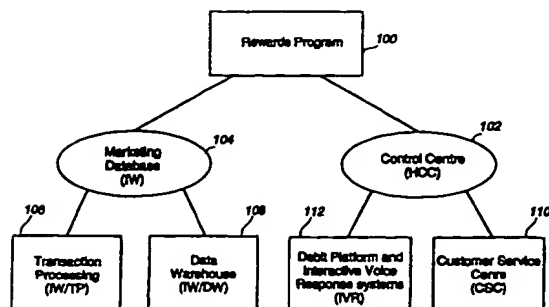 Rewards Program
100
104
102
Marketing
Database
(IW)
Control Centre
(HCC)
106
108
112
110
Transaction
Processing
(IW/TP)
Data
Warehouse
(IW/DW)
Debit Platform and
Interactive Voice
Response systems
(IVR)
Customer Service
Centre
(CSC)